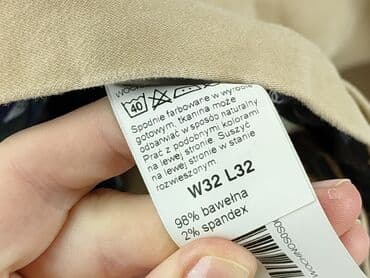 40
Spodnie farbowane w wyrobie
gotowym, tkanina może
odbarwiać w sposób naturalny
Prać z podobnymi kolorami
na lewej stronie. Suszyć
na lewej stronie w stanie
rozwieszonym
W32 L32
98% bawełna
2% spandex